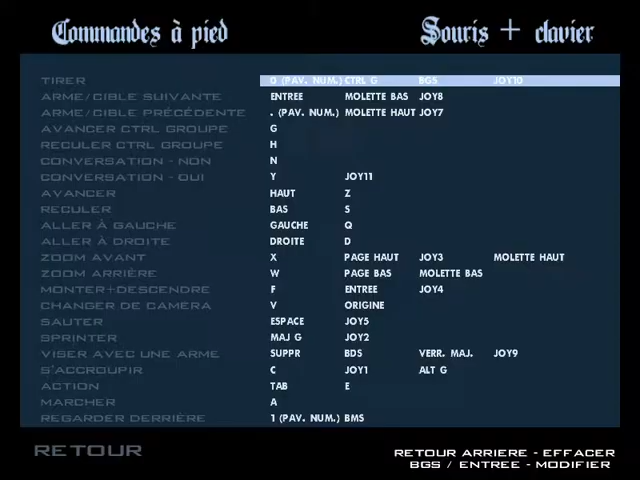 Commandes à pied Souris + clavier
TIRER 0 (PAV. NUM.) CTRL G BGS JOY10
ARME/CIBLE SUIVANTE ENTREE MOLETTE BAS JOY8
ARME/CIBLE PRÉCÉDENTE . (PAV. NUM.) MOLETTE HAUT JOY7
AVANCER CTRL GROUPE G
RECULER CTRL GROUPE H
CONVERSATION - NON N
CONVERSATION - OUI Y JOY11
AVANCER HAUT Z
RECULER BAS S
ALLER À GAUCHE GAUCHE Q
ALLER À DROITE DROITE D
ZOOM AVANT X PAGE HAUT JOY3 MOLETTE HAUT
ZOOM ARRIÈRE W PAGE BAS MOLETTE BAS
MONTER+DESCENDRE F ENTREE JOY4
CHANGER DE CAMÉRA V ORIGINE
SAUTER ESPACE JOY5
SPRINTER MAJ G JOY2
VISER AVEC UNE ARME SUPPR BDS VERR. MAJ. JOY9
S'ACCROUPIR C JOY1 ALT G
ACTION TAB E
MARCHER A
REGARDER DERRIÈRE 1 (PAV. NUM.) BMS
RETOUR RETOUR ARRIERE - EFFACER
BGS / ENTREE - MODIFIER